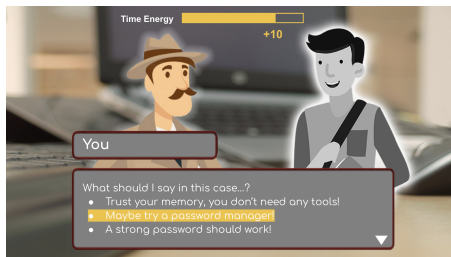 Time Energy
+10
You
What should I say in this case...?
● Trust your memory, you don't need any tools!
● Maybe try a password manager!
● A strong password should work!